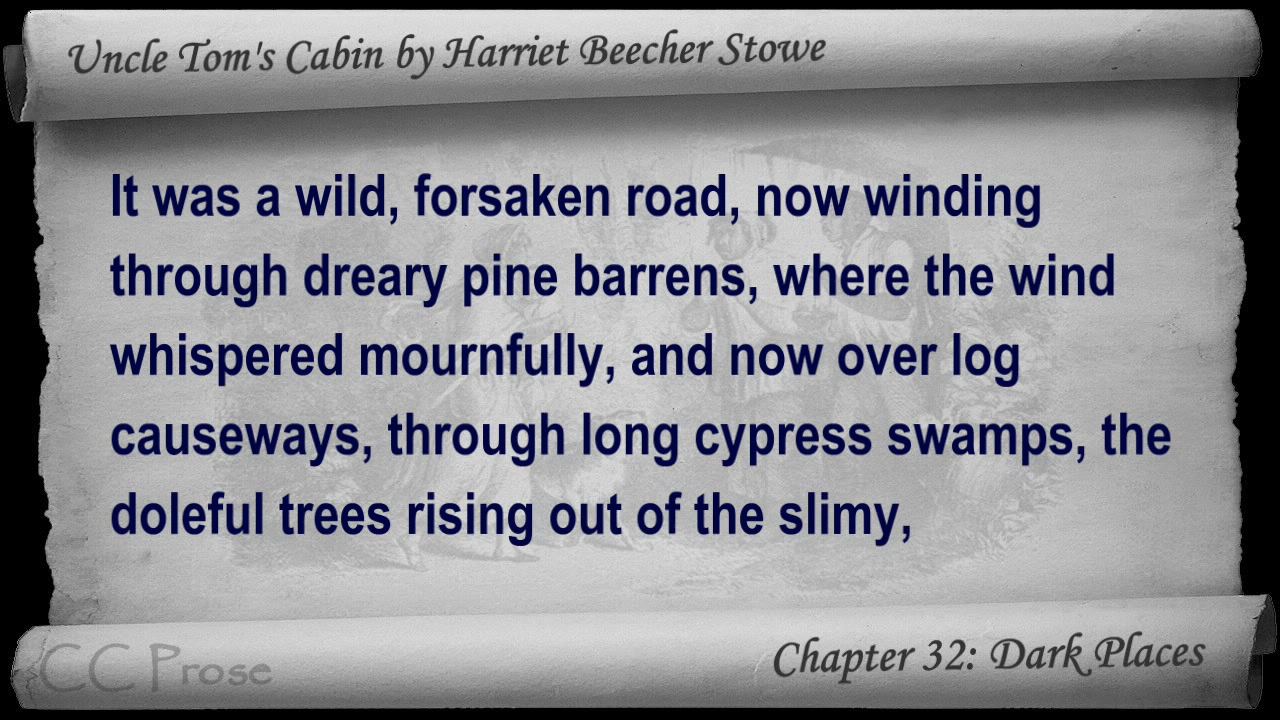 Uncle Tom's Cabin by Harriet Beecher Stowe
It was a wild, forsaken road, now winding
through dreary pine barrens, where the wind
whispered mournfully, and now over log
causeways, through long cypress swamps, the
doleful trees rising out of the slimy,
CC Prose
Chapter 32: Dark Places